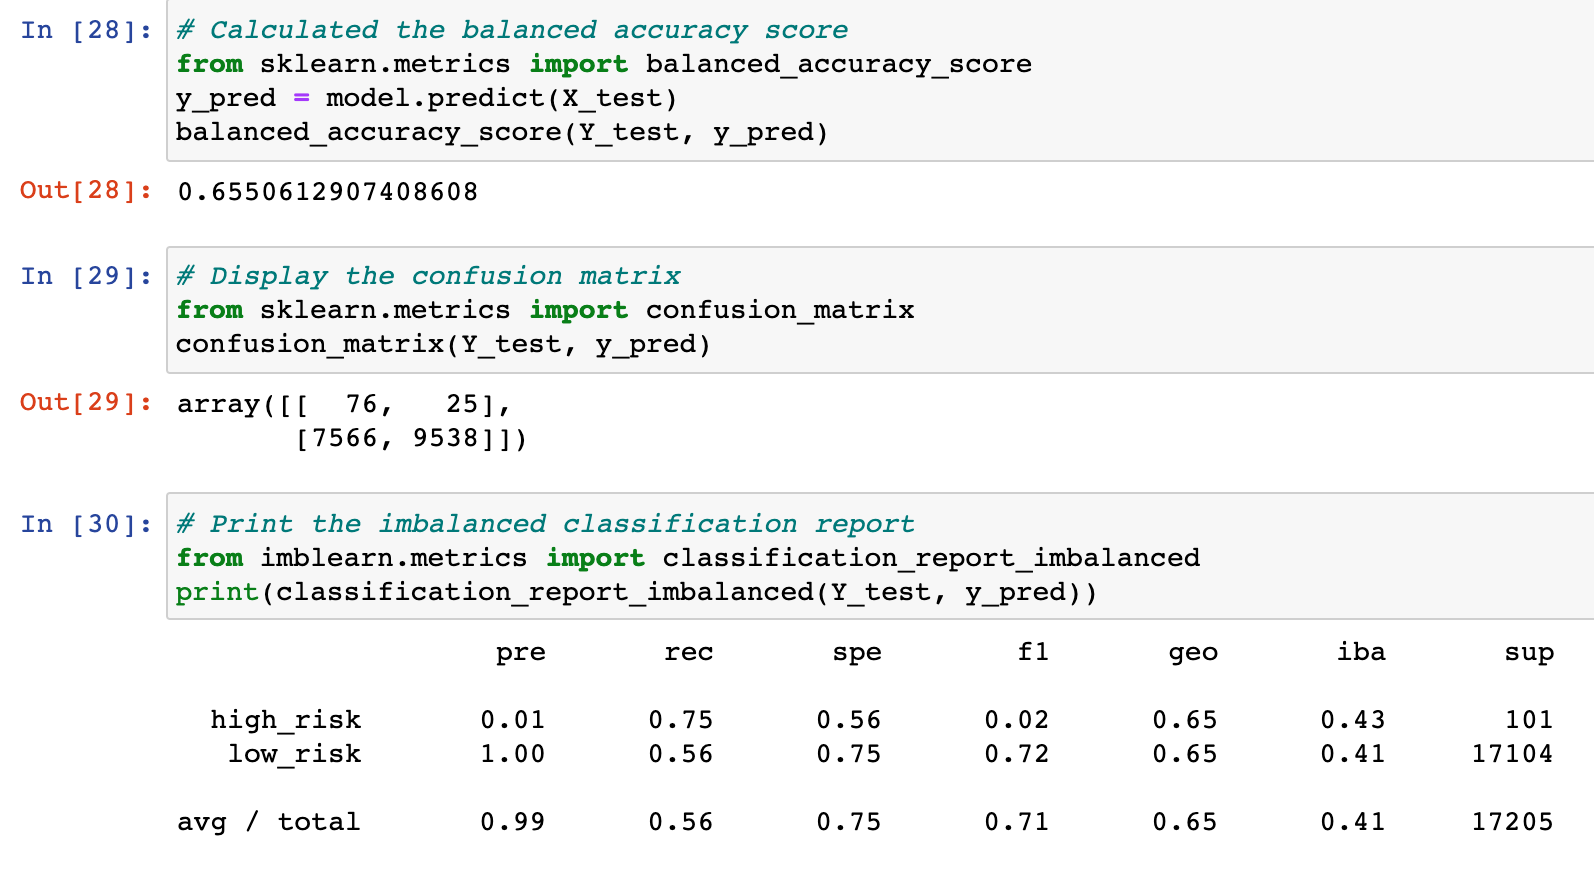 In [28]: # Calculated the balanced accuracy score
from sklearn.metrics import balanced_accuracy_score
y_pred = model.predict(X_test)
balanced_accuracy_score(Y_test, y_pred)
Out[28]: 0.6550612907408608
In [29]: # Display the confusion matrix
from sklearn.metrics import confusion_matrix
confusion_matrix(Y_test, y_pred)
Out[29]: array([[  76,   25],
       [7566, 9538]])
In [30]: # Print the imbalanced classification report
from imblearn.metrics import classification_report_imbalanced
print(classification_report_imbalanced(Y_test, y_pred))
pre rec spe f1 geo iba sup
high_risk 0.01 0.75 0.56 0.02 0.65 0.43 101
low_risk 1.00 0.56 0.75 0.72 0.65 0.41 17104
avg / total 0.99 0.56 0.75 0.71 0.65 0.41 17205